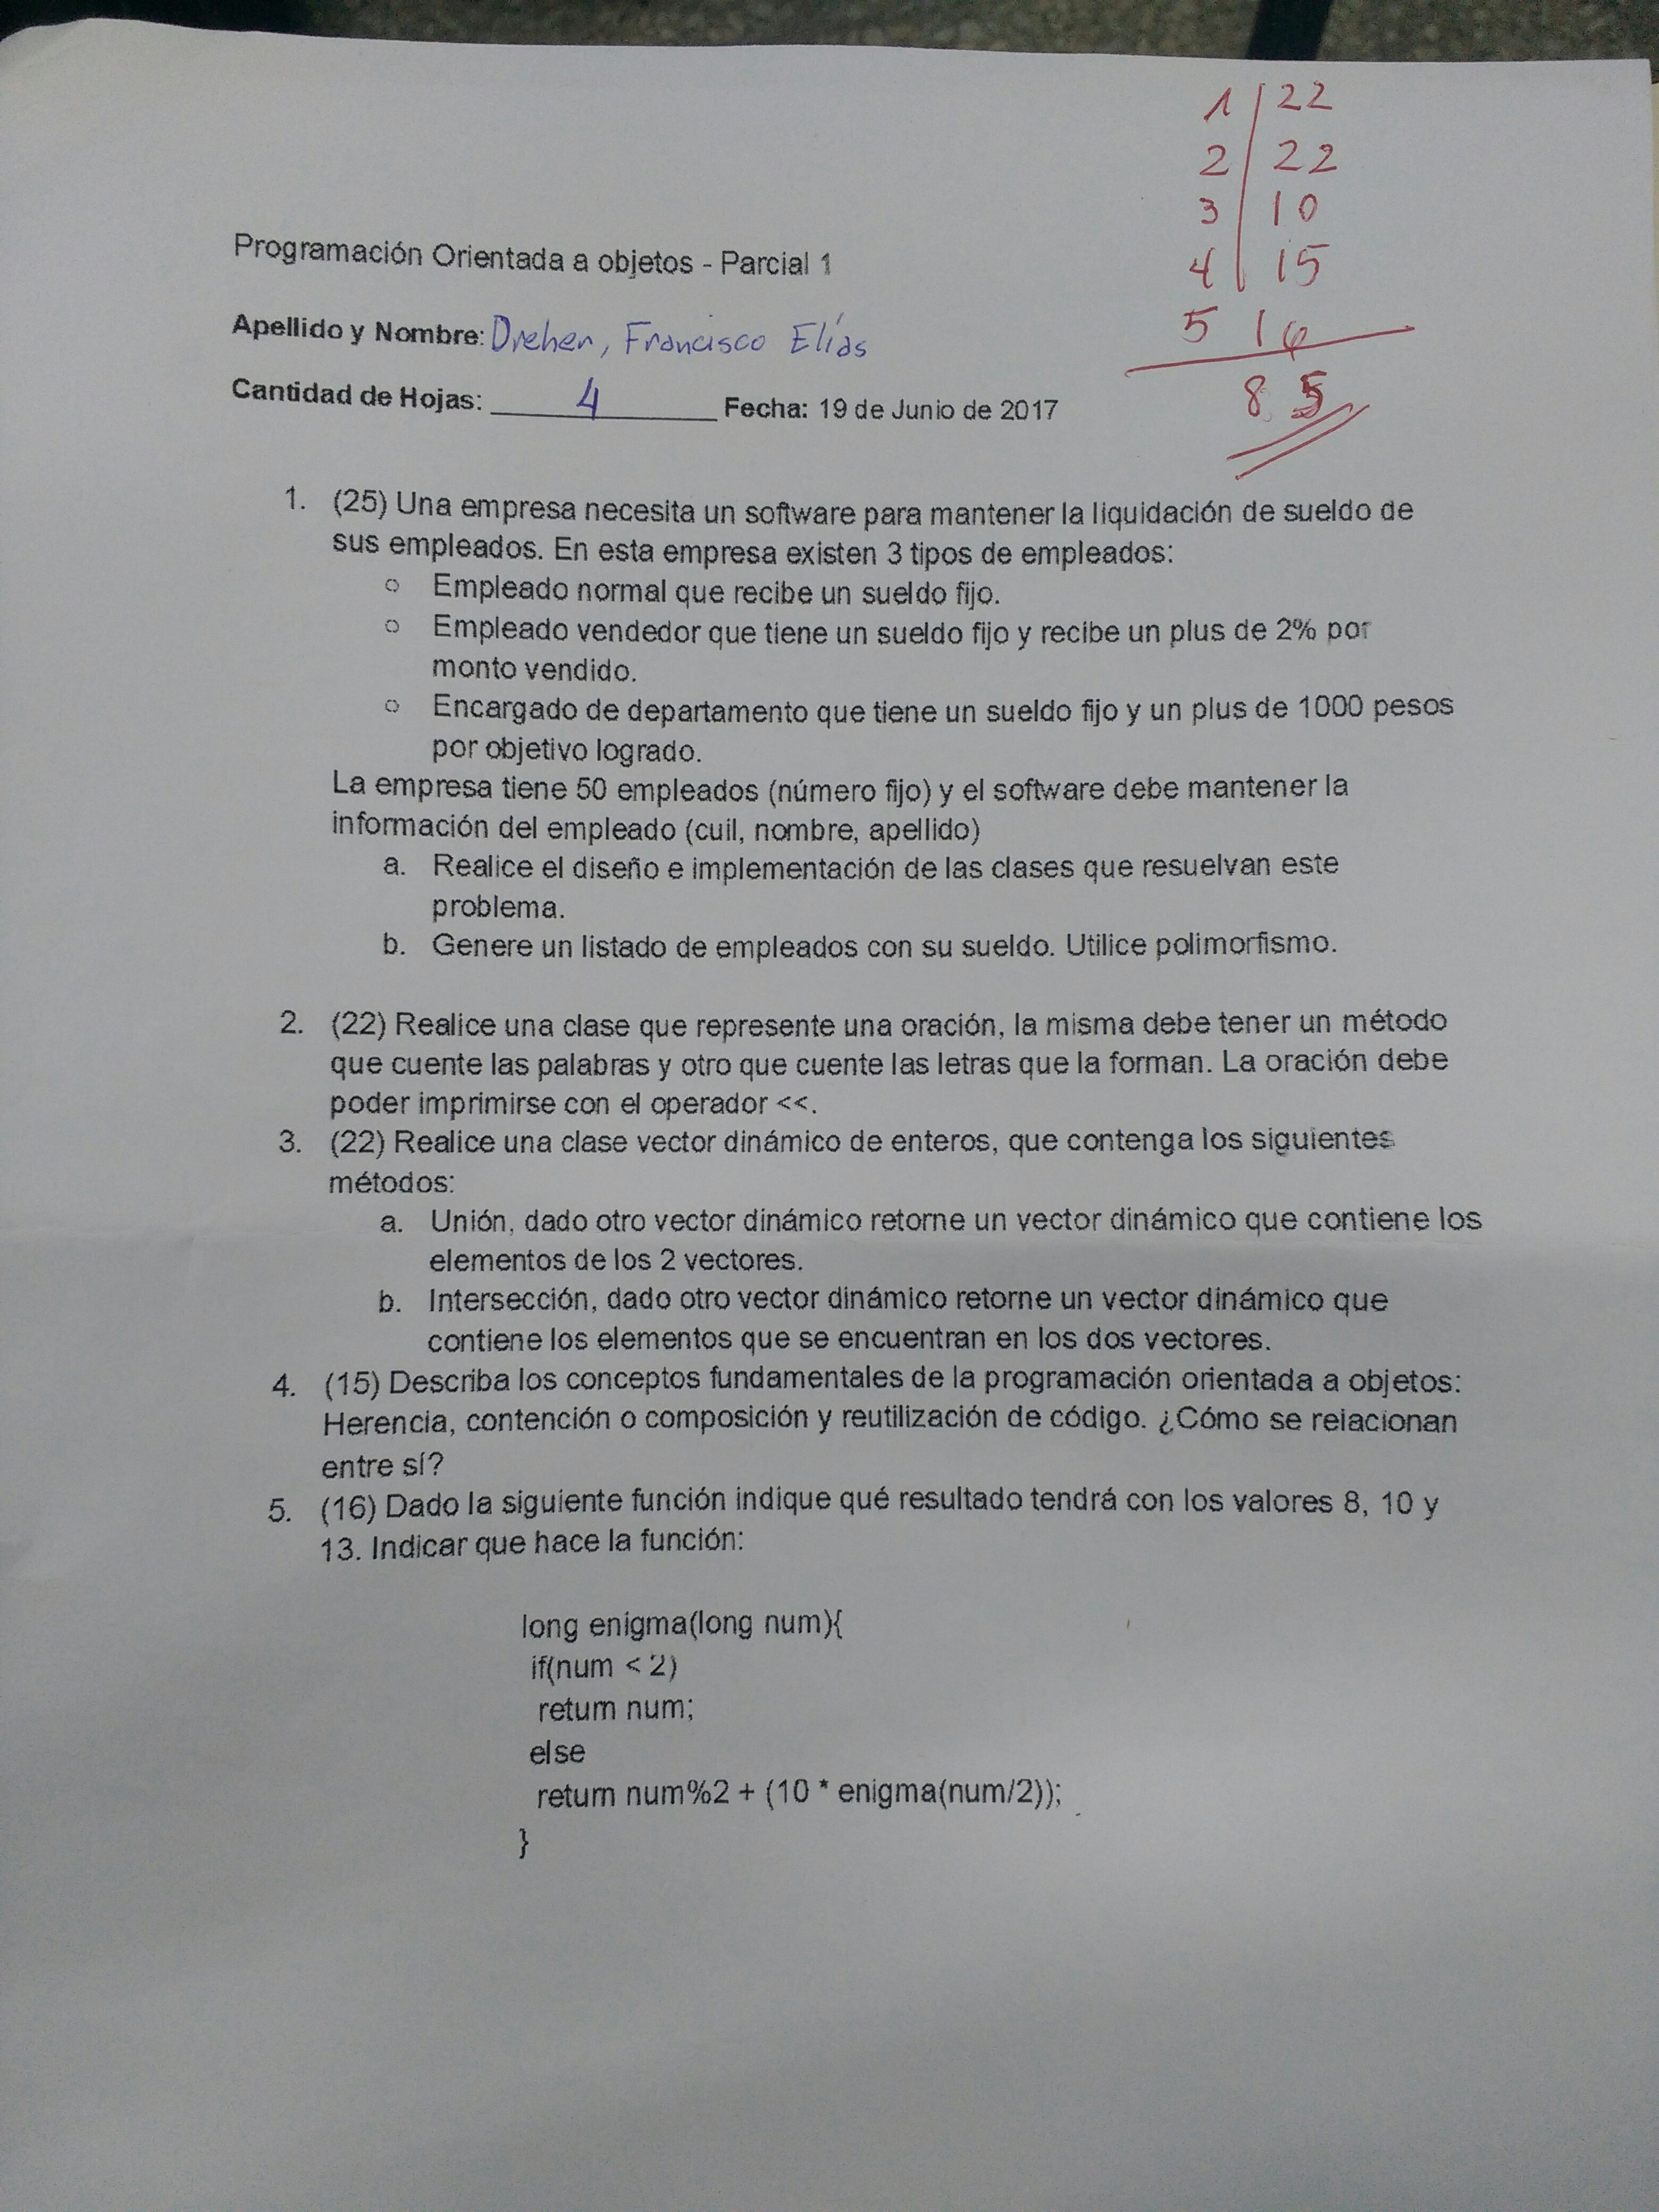 1 | 22
2 | 22
3 | 10
4 | 15
5 16
85
Programación Orientada a objetos - Parcial 1
Apellido y Nombre: Dreher, Francisco Elías
Cantidad de Hojas: 4 Fecha: 19 de Junio de 2017
1. (25) Una empresa necesita un software para mantener la liquidación de sueldo de
sus empleados. En esta empresa existen 3 tipos de empleados:
○ Empleado normal que recibe un sueldo fijo.
○ Empleado vendedor que tiene un sueldo fijo y recibe un plus de 2% por
monto vendido.
○ Encargado de departamento que tiene un sueldo fijo y un plus de 1000 pesos
por objetivo logrado.
La empresa tiene 50 empleados (número fijo) y el software debe mantener la
información del empleado (cuil, nombre, apellido)
a. Realice el diseño e implementación de las clases que resuelvan este
problema.
b. Genere un listado de empleados con su sueldo. Utilice polimorfismo.
2. (22) Realice una clase que represente una oración, la misma debe tener un método
que cuente las palabras y otro que cuente las letras que la forman. La oración debe
poder imprimirse con el operador <<.
3. (22) Realice una clase vector dinámico de enteros, que contenga los siguientes
métodos:
a. Unión, dado otro vector dinámico retorne un vector dinámico que contiene los
elementos de los 2 vectores.
b. Intersección, dado otro vector dinámico retorne un vector dinámico que
contiene los elementos que se encuentran en los dos vectores.
4. (15) Describa los conceptos fundamentales de la programación orientada a objetos:
Herencia, contención o composición y reutilización de código. ¿Cómo se relacionan
entre sí?
5. (16) Dado la siguiente función indique qué resultado tendrá con los valores 8, 10 y
13. Indicar que hace la función:
long enigma(long num){
if(num < 2)
return num;
else
return num%2 + (10 * enigma(num/2));
}